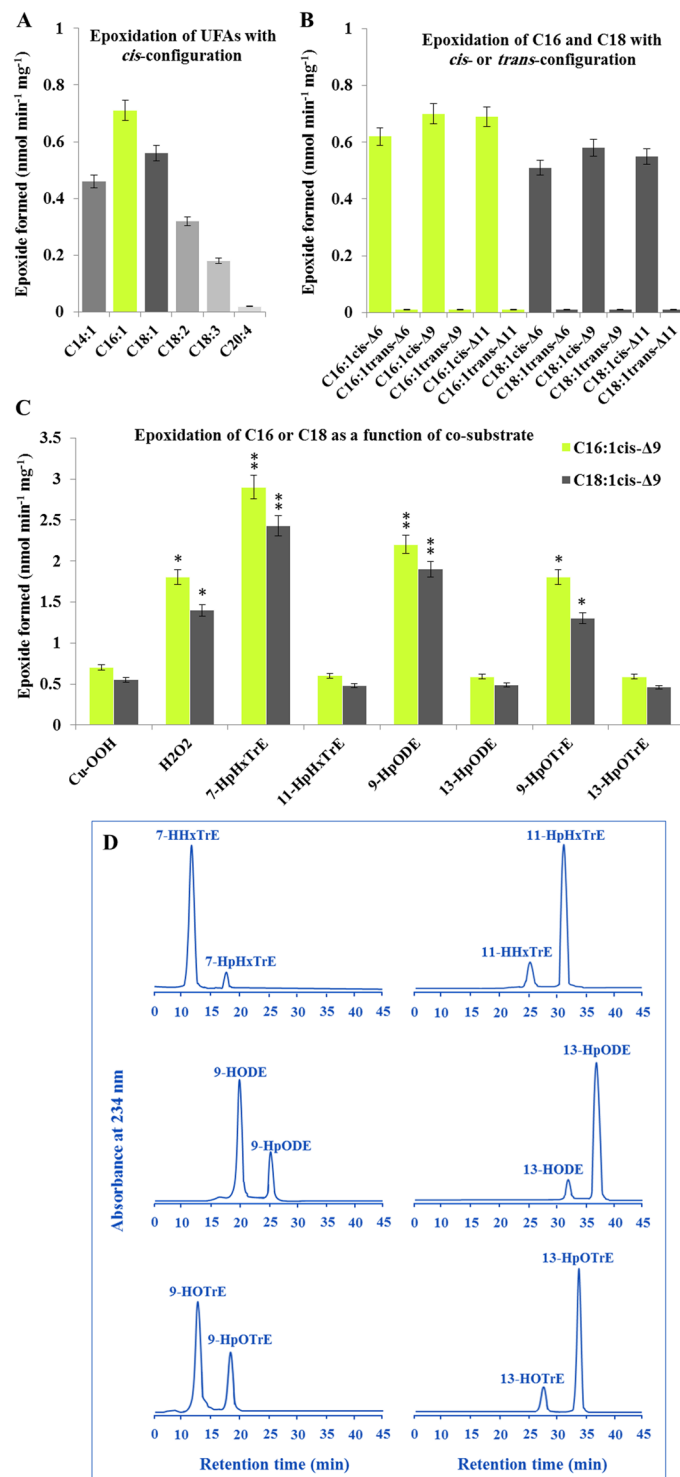 A
Epoxidation of UFAs with
cis-configuration
Epoxide formed (nmol min⁻¹ mg⁻¹)
1
0.8
0.6
0.4
0.2
0
C14:1
C16:1
C18:1
C18:2
C18:3
C20:4
B
Epoxidation of C16 and C18 with
cis- or trans-configuration
Epoxide formed (nmol min⁻¹ mg⁻¹)
1
0.8
0.6
0.4
0.2
0
C16:1cis-Δ6
C16:1trans-Δ6
C16:1cis-Δ9
C16:1trans-Δ9
C16:1cis-Δ11
C16:1trans-Δ11
C18:1cis-Δ6
C18:1trans-Δ6
C18:1cis-Δ9
C18:1trans-Δ9
C18:1cis-Δ11
C18:1trans-Δ11
C
Epoxidation of C16 or C18 as a function of co-substrate
C16:1cis-Δ9
C18:1cis-Δ9
Epoxide formed (nmol min⁻¹ mg⁻¹)
3.5
3
2.5
2
1.5
1
0.5
0
* * ** ** ** ** * *
Cu-OOH
H2O2
7-HpHxTrE
11-HpHxTrE
9-HpODE
13-HpODE
9-HpOTrE
13-HpOTrE
D
Absorbance at 234 nm
7-HHxTrE
7-HpHxTrE
0 10 15 20 25 30 35 45
11-HpHxTrE
11-HHxTrE
0 10 15 20 25 30 35 45
9-HODE
9-HpODE
0 10 15 20 25 30 35 45
13-HpODE
13-HODE
0 10 15 20 25 30 35 45
9-HOTrE
9-HpOTrE
0 10 15 20 25 30 35 45
Retention time (min)
13-HpOTrE
13-HOTrE
0 10 15 20 25 30 35 45
Retention time (min)